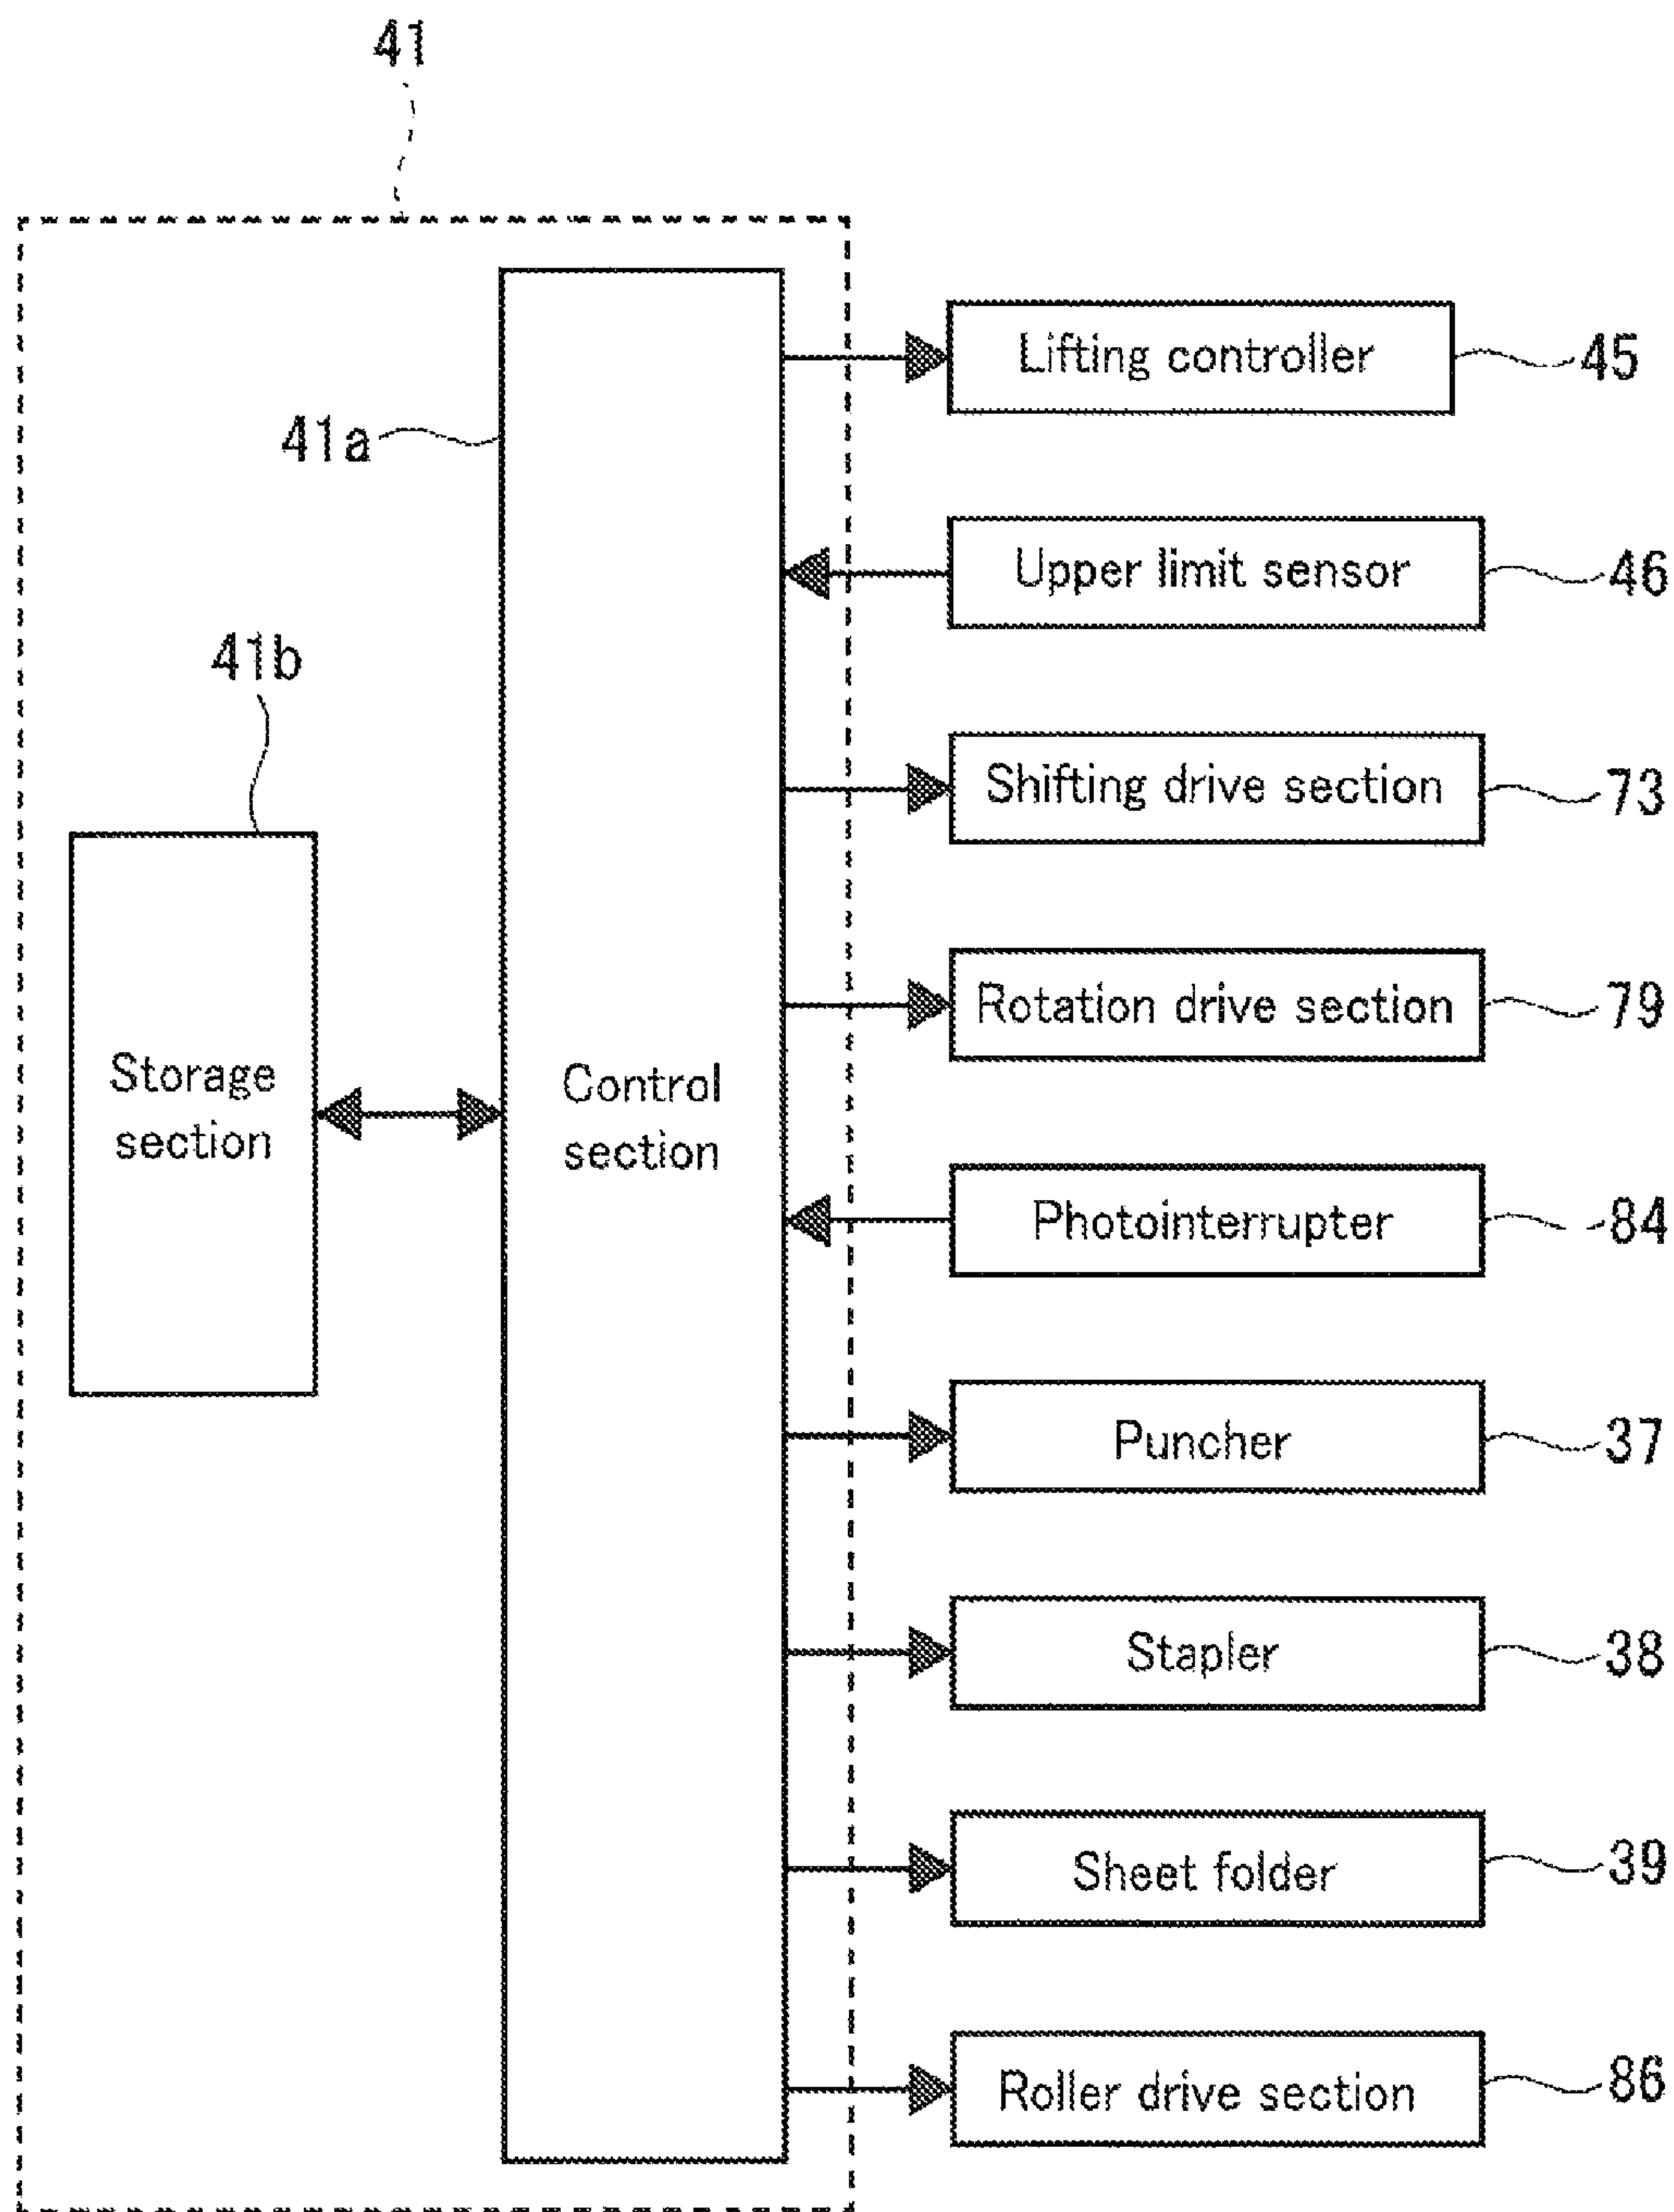 41
Lifting controller
45
41a
Upper limit sensor
46
41b
Shifting drive section
73
Rotation drive section
79
Storage
section
Control
section
Photointerrupter
84
Puncher
37
Stapler
38
Sheet folder
39
Roller drive section
86